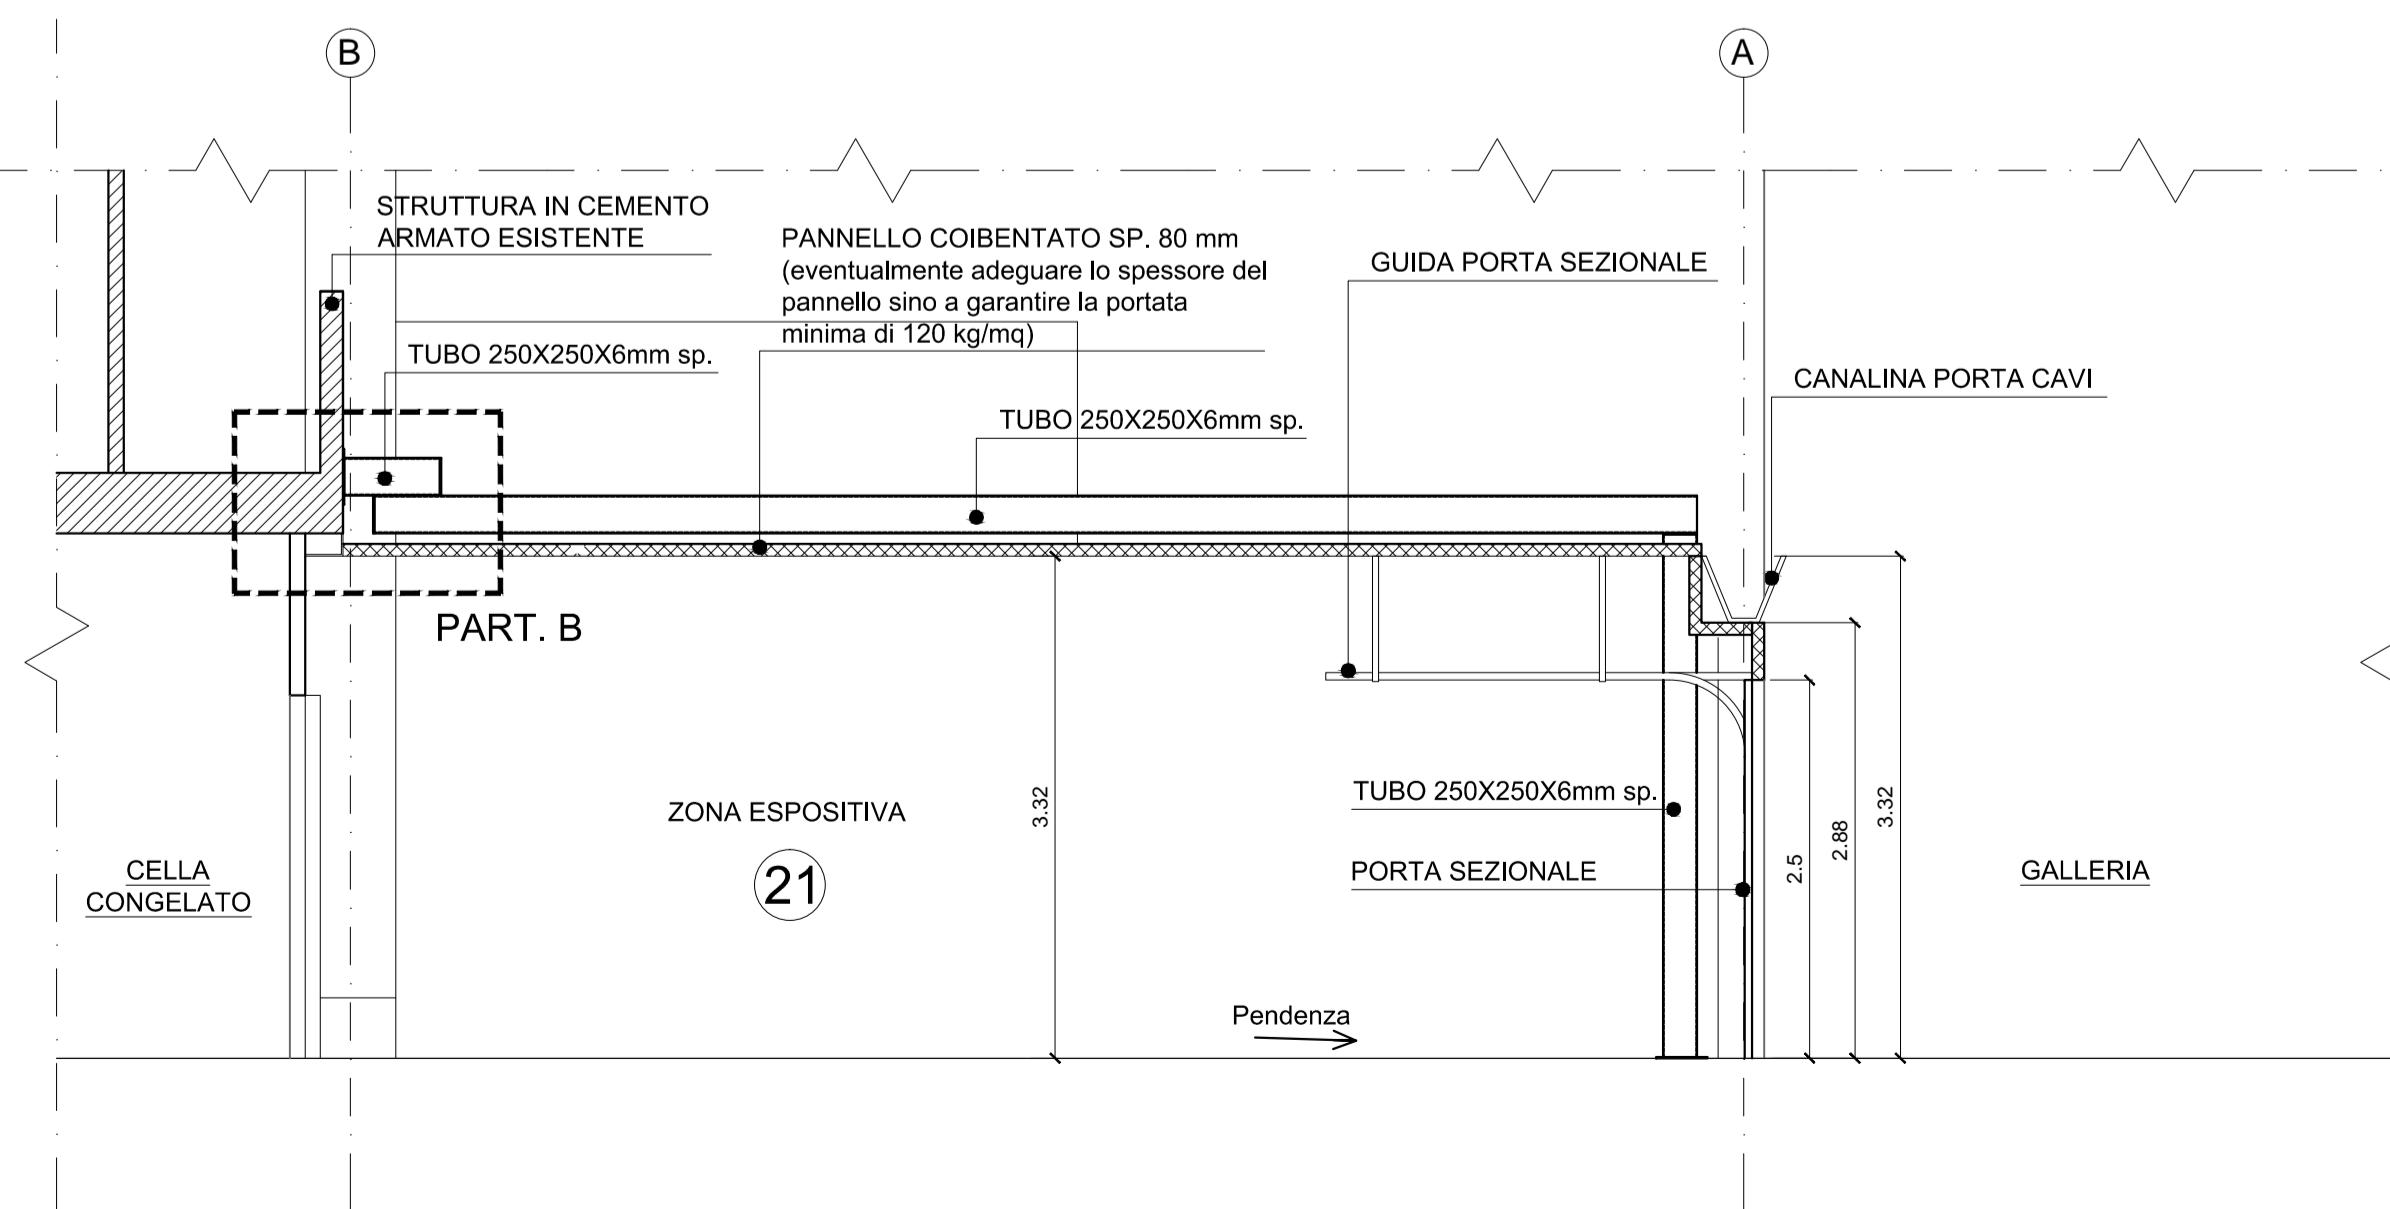 B
A
STRUTTURA IN CEMENTO
ARMATO ESISTENTE
PANNELLO COIBENTATO SP. 80 mm
(eventualmente adeguare lo spessore del
pannello sino a garantire la portata
minima di 120 kg/mq)
GUIDA PORTA SEZIONALE
TUBO 250X250X6mm sp.
CANALINA PORTA CAVI
TUBO 250X250X6mm sp.
PART. B
ZONA ESPOSITIVA
21
3.32
TUBO 250X250X6mm sp.
PORTA SEZIONALE
2.5
2.88
3.32
CELLA
CONGELATO
GALLERIA
Pendenza